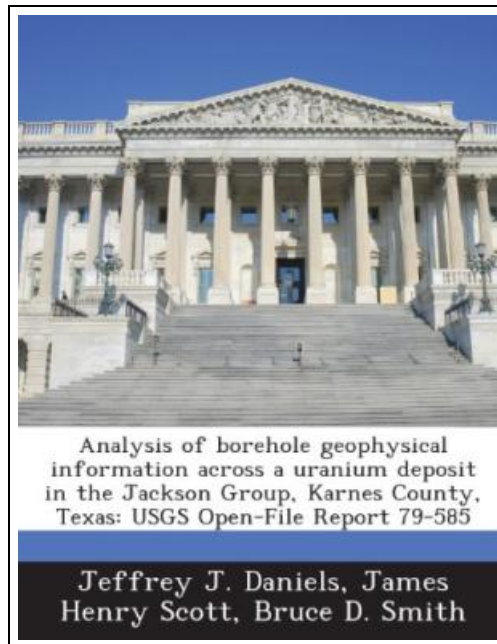 Analysis of borehole geophysical
information across a uranium deposit
in the Jackson Group, Karnes County,
Texas: USGS Open-File Report 79-585
Jeffrey J. Daniels, James
Henry Scott, Bruce D. Smith